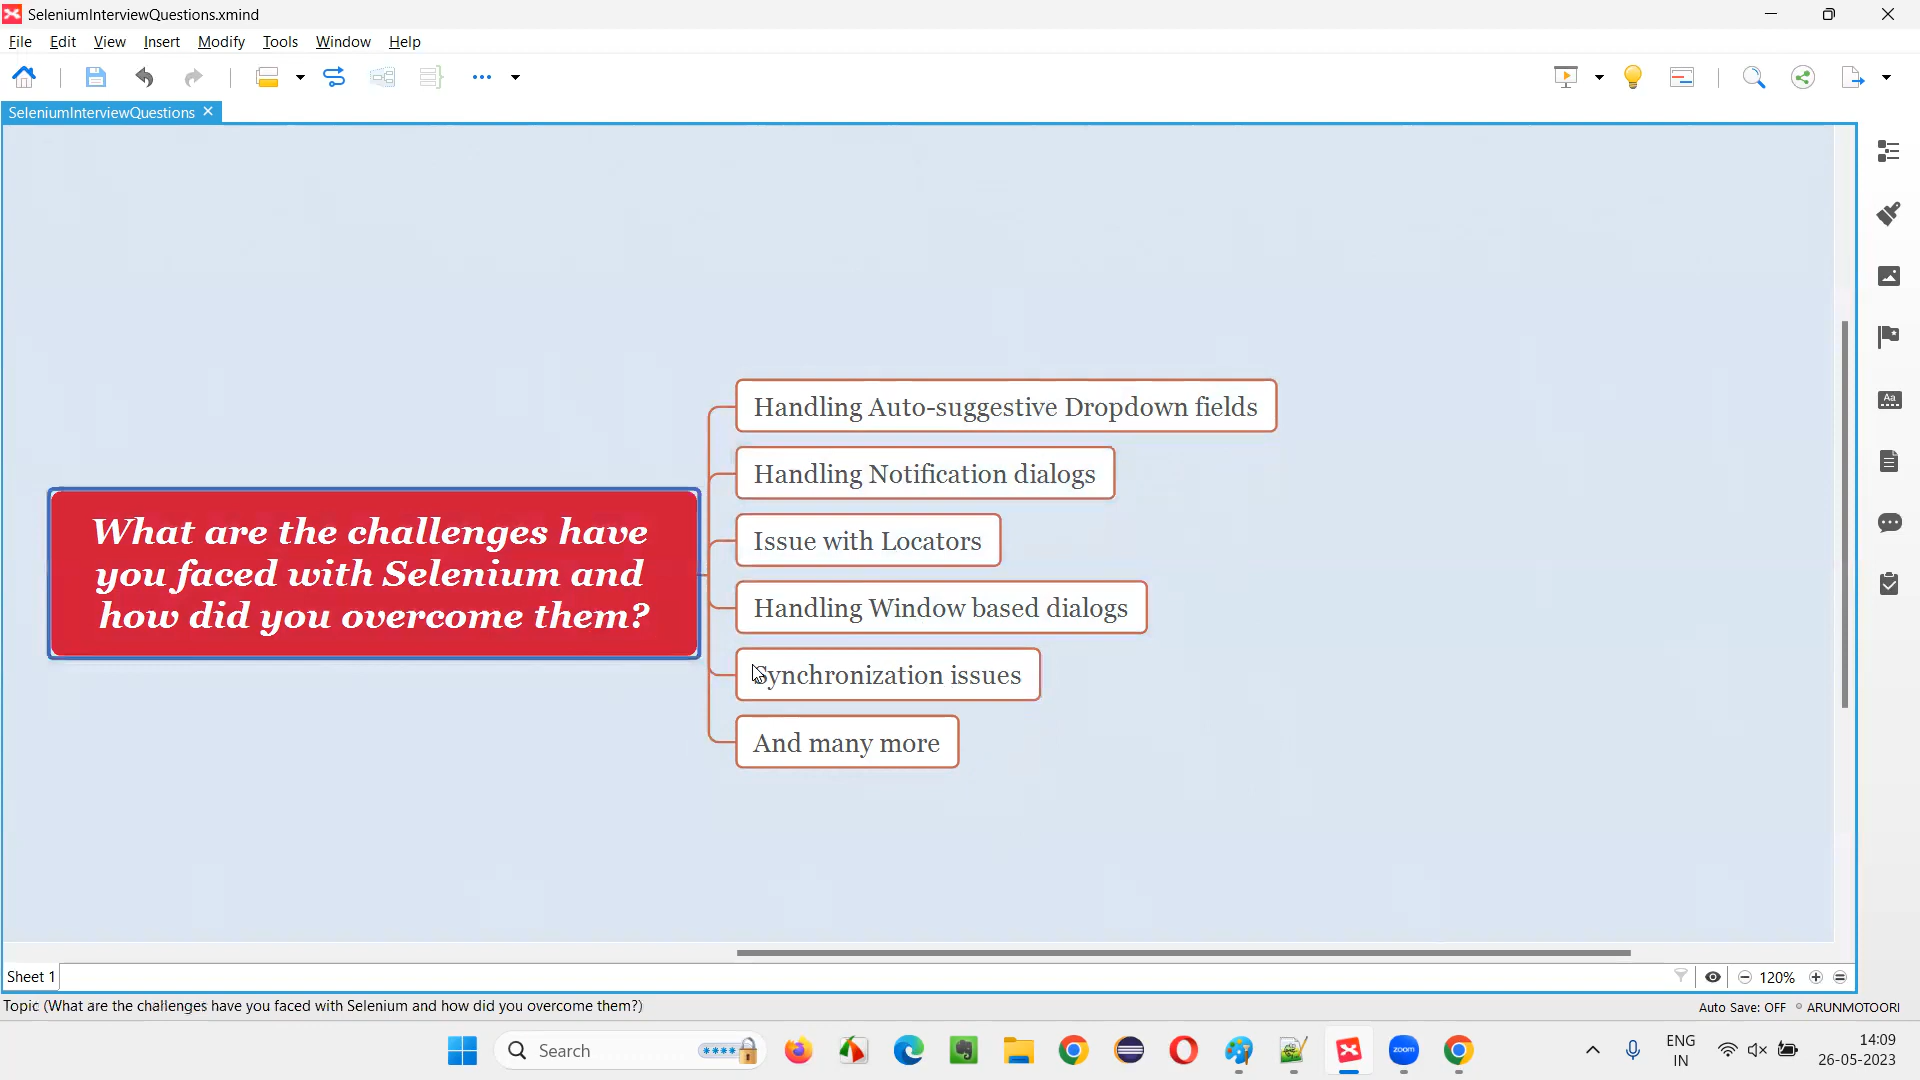 SeleniumInterviewQuestions.xmind
File Edit View Insert Modify Tools Window Help
SeleniumInterviewQuestions
Handling Auto-suggestive Dropdown fields
Handling Notification dialogs
Issue with Locators
What are the challenges have
you faced with Selenium and
how did you overcome them?
Handling Window based dialogs
Synchronization issues
And many more
Aa
Sheet 1
120%
Topic (What are the challenges have you faced with Selenium and how did you overcome them?)
Auto Save: OFF ARUNMOTOORI
Search
zoom
ENG
IN
14:09
26-05-2023